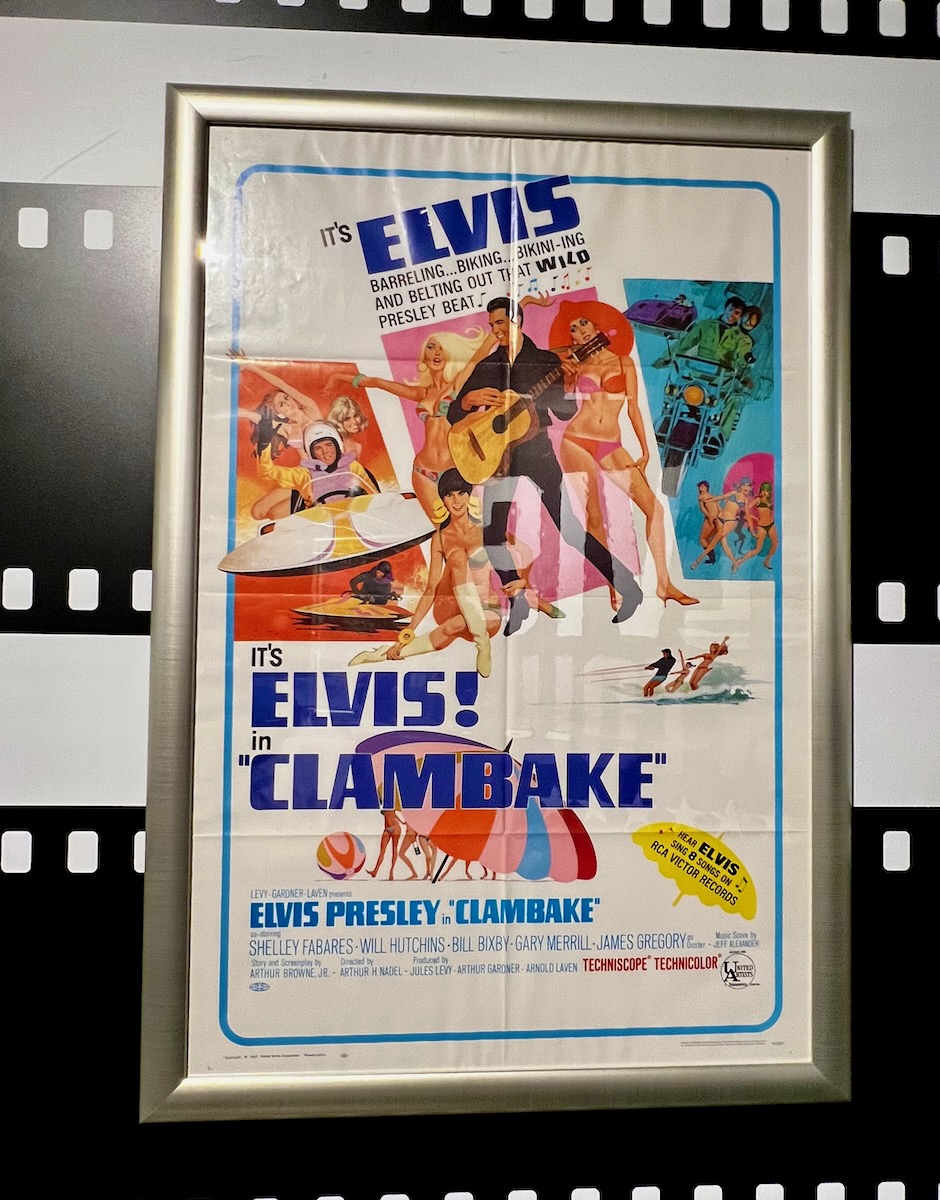 IT'S ELVIS
BARRELING...BIKING...BIKINI-ING
AND BELTING OUT THAT WILD
PRESLEY BEAT
IT'S
ELVIS!
in
"CLAMBAKE"
HEAR ELVIS
SING 8 SONGS ON
RCA VICTOR RECORDS
LEVY-GARDNER-LAVEN presents
ELVIS PRESLEY in "CLAMBAKE"
co-starring
SHELLEY FABARES · WILL HUTCHINS · BILL BIXBY · GARY MERRILL · JAMES GREGORY as Duster · Music Score by JEFF ALEXANDER
Story and Screenplay by ARTHUR BROWNE, JR. · Directed by ARTHUR H. NADEL · Produced by JULES LEVY · ARTHUR GARDNER · ARNOLD LAVEN TECHNISCOPE® TECHNICOLOR®
UNITED
ARTISTS